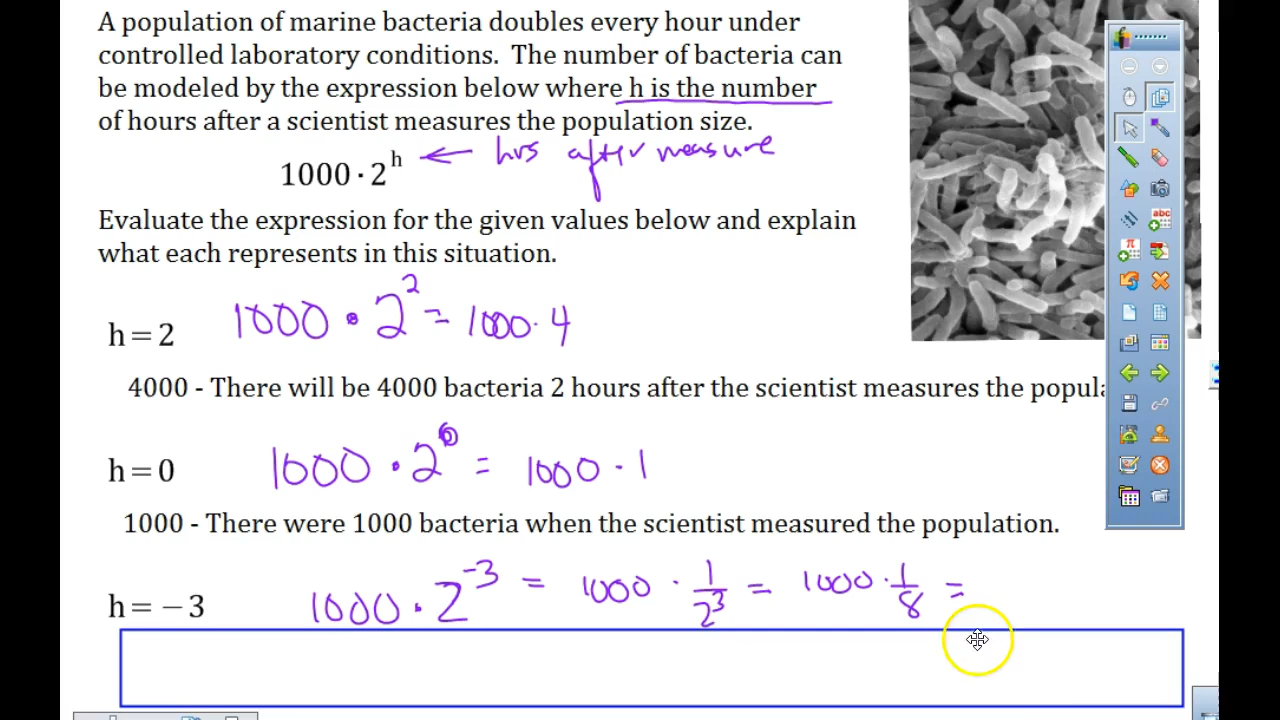 A population of marine bacteria doubles every hour under
controlled laboratory conditions. The number of bacteria can
be modeled by the expression below where h is the number
of hours after a scientist measures the population size.
1000 · 2^h ← hrs after measure
Evaluate the expression for the given values below and explain
what each represents in this situation.
h = 2 1000 · 2^2 = 1000 · 4
4000 - There will be 4000 bacteria 2 hours after the scientist measures the popula
h = 0 1000 · 2^0 = 1000 · 1
1000 - There were 1000 bacteria when the scientist measured the population.
h = −3 1000 · 2^-3 = 1000 · 1/2^3 = 1000 · 1/8 =
abc
π